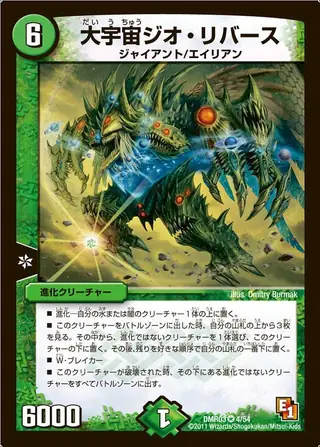 6
だいうちゅう
大宇宙ジオ・リバース
ジャイアント/エイリアン
illus. Dmitry Burmak
進化クリーチャー
■ 進化—自分の水または闇のクリーチャー1体の上に置く。
■ このクリーチャーをバトルゾーンに出した時、自分の山札の上から3枚
を見る。その中から、進化ではないクリーチャーを1体選び、このクリーチャ
ーの下に置く。その後、残りを好きな順序で自分の山札の一番下に置く。
■ W・ブレイカー
■ このクリーチャーが破壊された時、その下にある進化ではないクリー
チャーをすべてバトルゾーンに出す。
6000
1
DMR03 4/54
©2011 Wizards/Shogakukan/Mitsui-Kids
E1